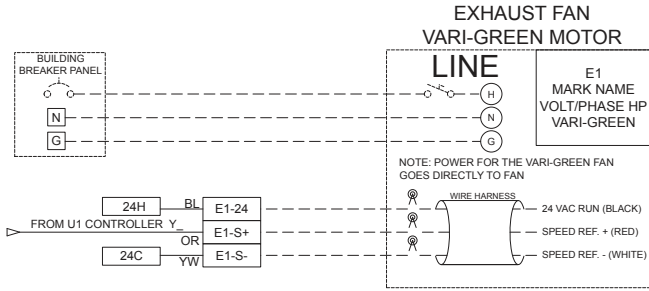 EXHAUST FAN
VARI-GREEN MOTOR
BUILDING
BREAKER PANEL
LINE
H
N
N
G
G
E1
MARK NAME
VOLT/PHASE HP
VARI-GREEN
NOTE: POWER FOR THE VARI-GREEN FAN
GOES DIRECTLY TO FAN
WIRE HARNESS
24H
BL
E1-24
24 VAC RUN (BLACK)
FROM U1 CONTROLLER Y_
E1-S+
SPEED REF. + (RED)
OR
24C
YW
E1-S-
SPEED REF. - (WHITE)